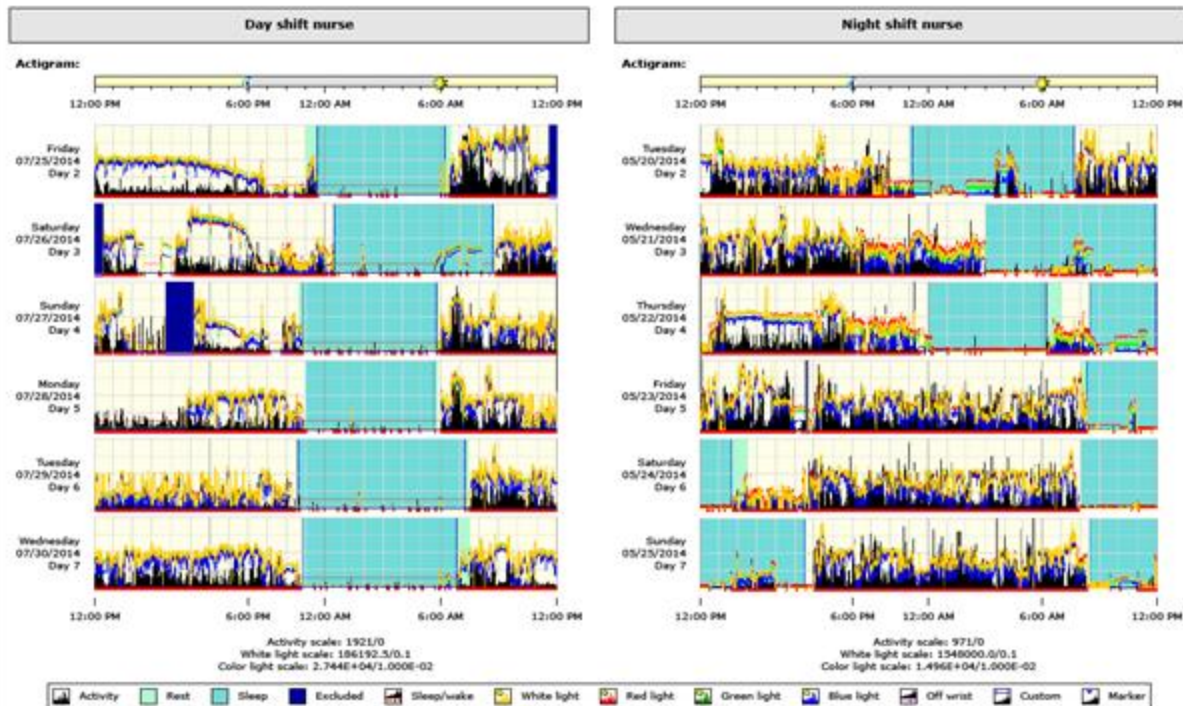 Day shift nurse
Actigram:
12:00 PM 6:00 PM 12:00 AM 6:00 AM 12:00 PM
Friday
07/25/2014
Day 2
Saturday
07/26/2014
Day 3
Sunday
07/27/2014
Day 4
Monday
07/28/2014
Day 5
Tuesday
07/29/2014
Day 6
Wednesday
07/30/2014
Day 7
12:00 PM 6:00 PM 12:00 AM 6:00 AM 12:00 PM
Activity scale: 1921/0
White light scale: 186192.5/0.1
Color light scale: 2.744E+04/1.000E-02
Night shift nurse
Actigram:
12:00 PM 6:00 PM 12:00 AM 6:00 AM 12:00 PM
Tuesday
05/20/2014
Day 2
Wednesday
05/21/2014
Day 3
Thursday
05/22/2014
Day 4
Friday
05/23/2014
Day 5
Saturday
05/24/2014
Day 6
Sunday
05/25/2014
Day 7
12:00 PM 6:00 PM 12:00 AM 6:00 AM 12:00 PM
Activity scale: 971/0
White light scale: 1548000.0/0.1
Color light scale: 1.496E+04/1.000E-02
Activity Rest Sleep Excluded Sleep/wake White light Red light Green light Blue light Off wrist Custom Marker